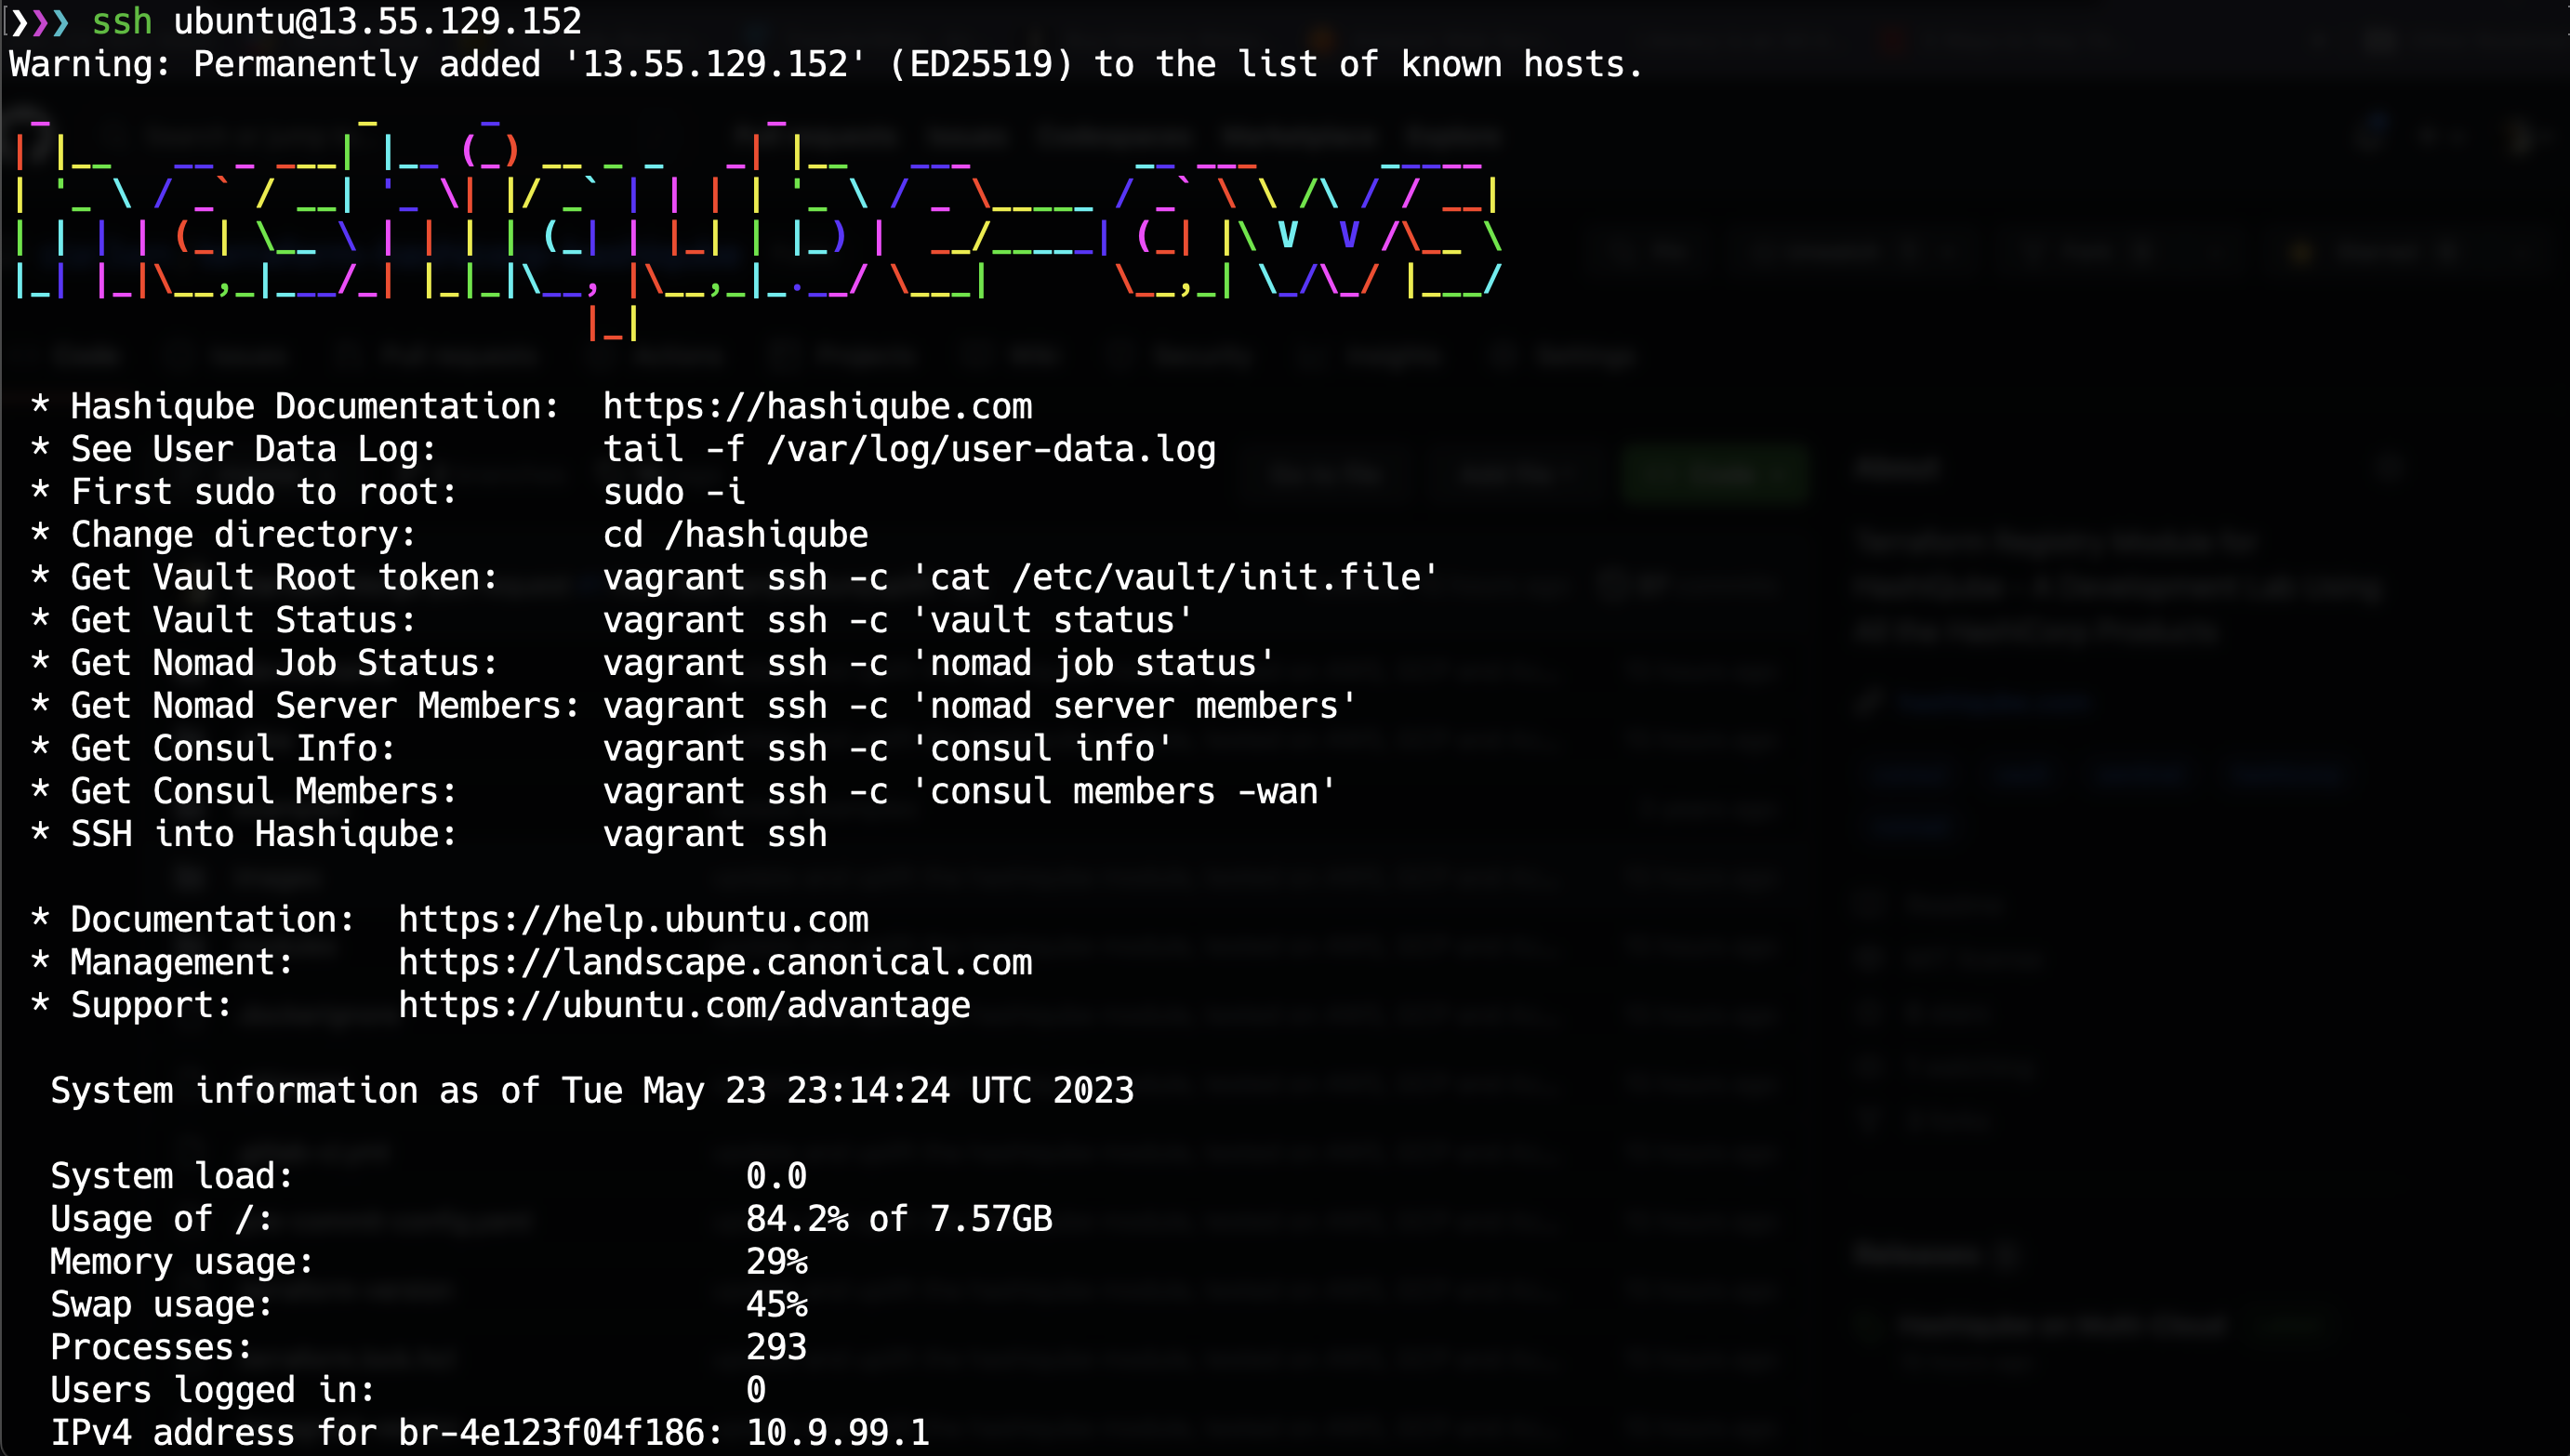 ❯❯❯ ssh ubuntu@13.55.129.152
Warning: Permanently added '13.55.129.152' (ED25519) to the list of known hosts.
hashiqube-aws
* Hashiqube Documentation:  https://hashiqube.com
* See User Data Log:        tail -f /var/log/user-data.log
* First sudo to root:       sudo -i
* Change directory:         cd /hashiqube
* Get Vault Root token:     vagrant ssh -c 'cat /etc/vault/init.file'
* Get Vault Status:         vagrant ssh -c 'vault status'
* Get Nomad Job Status:     vagrant ssh -c 'nomad job status'
* Get Nomad Server Members: vagrant ssh -c 'nomad server members'
* Get Consul Info:          vagrant ssh -c 'consul info'
* Get Consul Members:       vagrant ssh -c 'consul members -wan'
* SSH into Hashiqube:       vagrant ssh
* Documentation:  https://help.ubuntu.com
* Management:     https://landscape.canonical.com
* Support:        https://ubuntu.com/advantage
System information as of Tue May 23 23:14:24 UTC 2023
System load:                      0.0
Usage of /:                       84.2% of 7.57GB
Memory usage:                     29%
Swap usage:                       45%
Processes:                        293
Users logged in:                  0
IPv4 address for br-4e123f04f186: 10.9.99.1